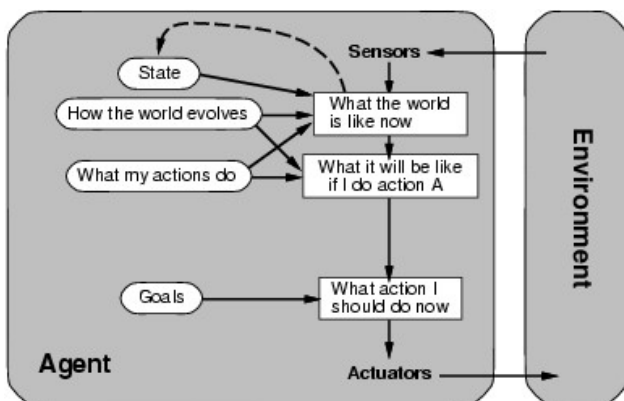 Sensors
State
What the world
is like now
How the world evolves
What it will be like
if I do action A
What my actions do
What action I
should do now
Goals
Agent
Actuators
Environment